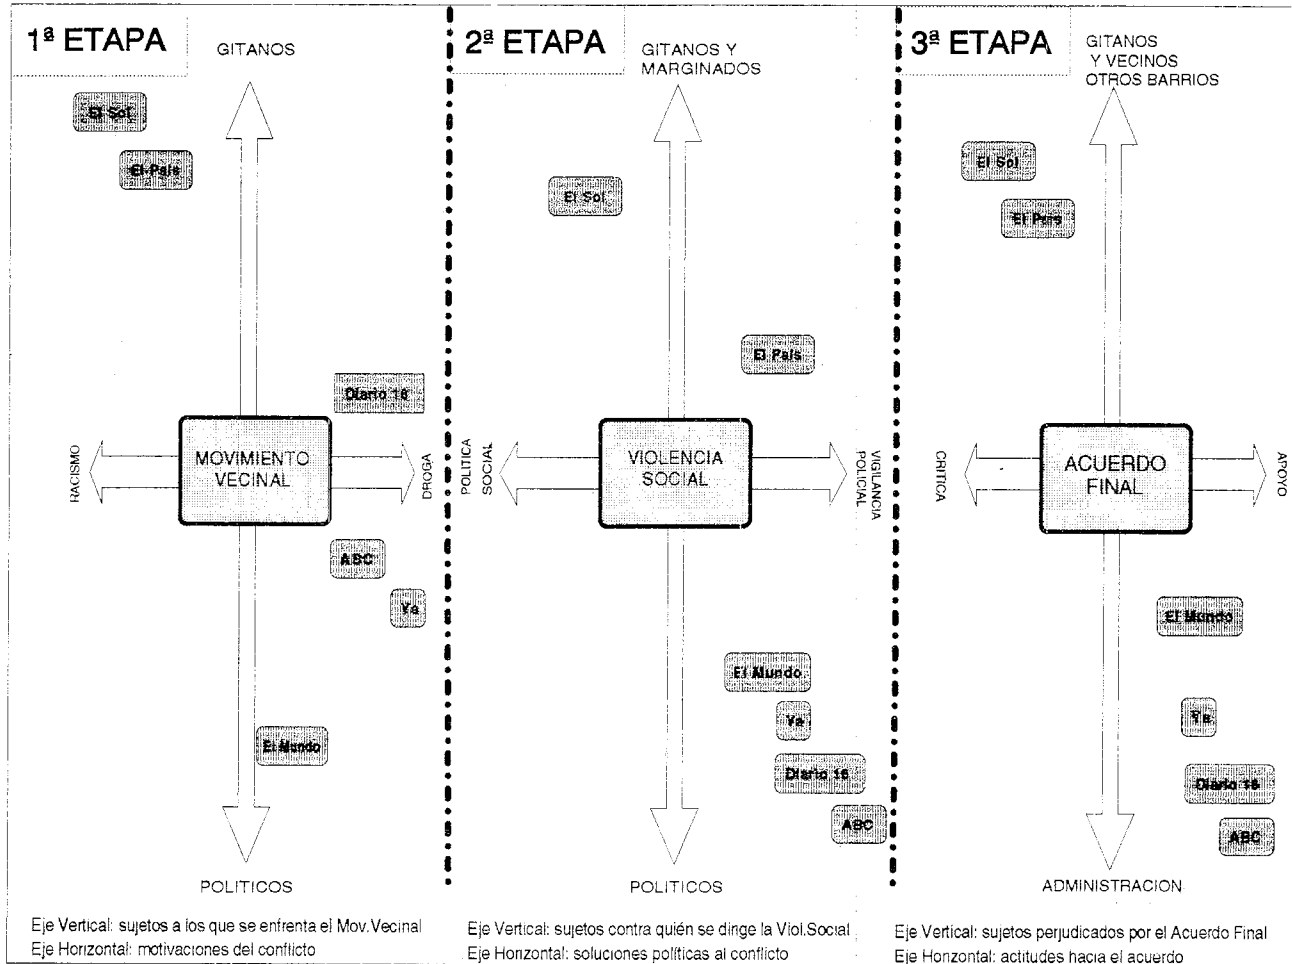 1ª ETAPA
GITANOS
El Sol
El País
Diario 16
RACISMO
MOVIMIENTO
VECINAL
DROGA
ABC
Ya
El Mundo
POLITICOS
Eje Vertical: sujetos a los que se enfrenta el Mov.Vecinal
Eje Horizontal: motivaciones del conflicto
2ª ETAPA
GITANOS Y
MARGINADOS
El Sol
El País
POLITICA
SOCIAL
VIOLENCIA
SOCIAL
VIGILANCIA
POLICIAL
El Mundo
Ya
Diario 16
ABC
POLITICOS
Eje Vertical: sujetos contra quién se dirige la Viol.Social
Eje Horizontal: soluciones políticas al conflicto
3ª ETAPA
GITANOS
Y VECINOS
OTROS BARRIOS
El Sol
El País
CRITICA
ACUERDO
FINAL
APOYO
El Mundo
Ya
Diario 16
ABC
ADMINISTRACION
Eje Vertical: sujetos perjudicados por el Acuerdo Final
Eje Horizontal: actitudes hacia el acuerdo